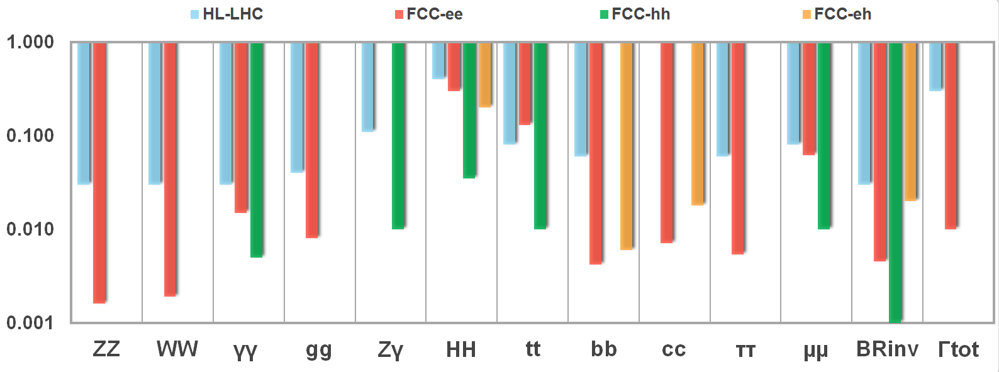 HL-LHC FCC-ee FCC-hh FCC-eh
1.000
0.100
0.010
0.001
ZZ WW γγ gg Zγ HH tt bb cc ττ μμ BRinv Γtot